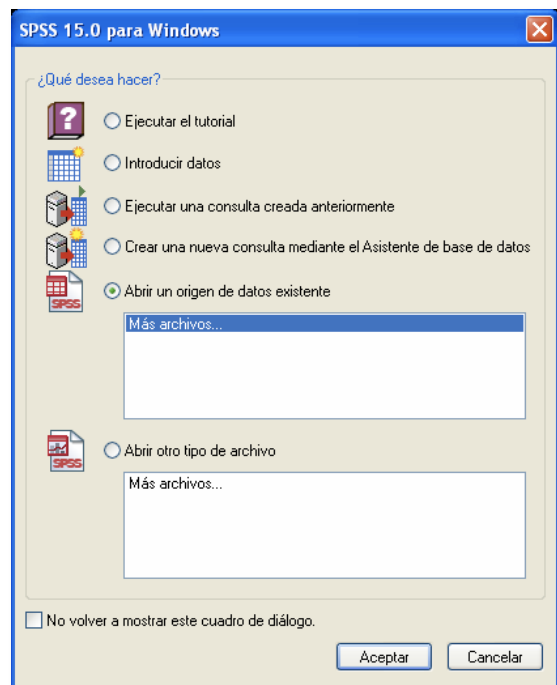 SPSS 15.0 para Windows
¿Qué desea hacer?
?
Ejecutar el tutorial
Introducir datos
Ejecutar una consulta creada anteriormente
Crear una nueva consulta mediante el Asistente de base de datos
SPSS
Abrir un origen de datos existente
Más archivos...
SPSS
Abrir otro tipo de archivo
Más archivos...
No volver a mostrar este cuadro de diálogo.
Aceptar
Cancelar